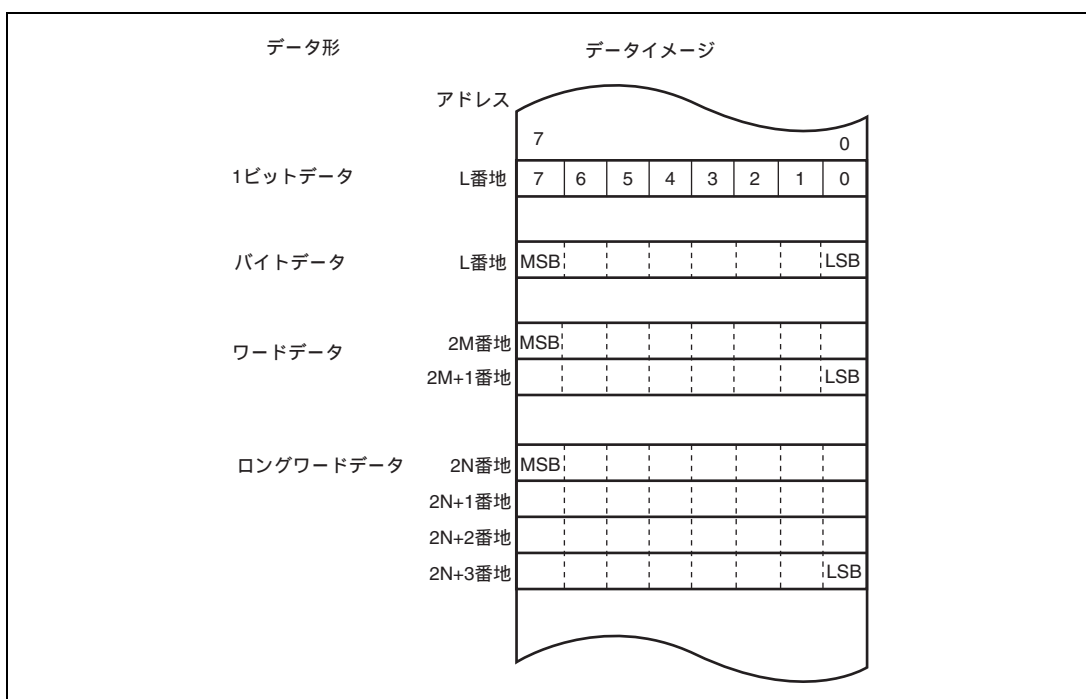 データ形 データイメージ
アドレス
7 0
1ビットデータ L番地 7 6 5 4 3 2 1 0
バイトデータ L番地 MSB LSB
ワードデータ 2M番地 MSB
2M+1番地 LSB
ロングワードデータ 2N番地 MSB
2N+1番地
2N+2番地
2N+3番地 LSB